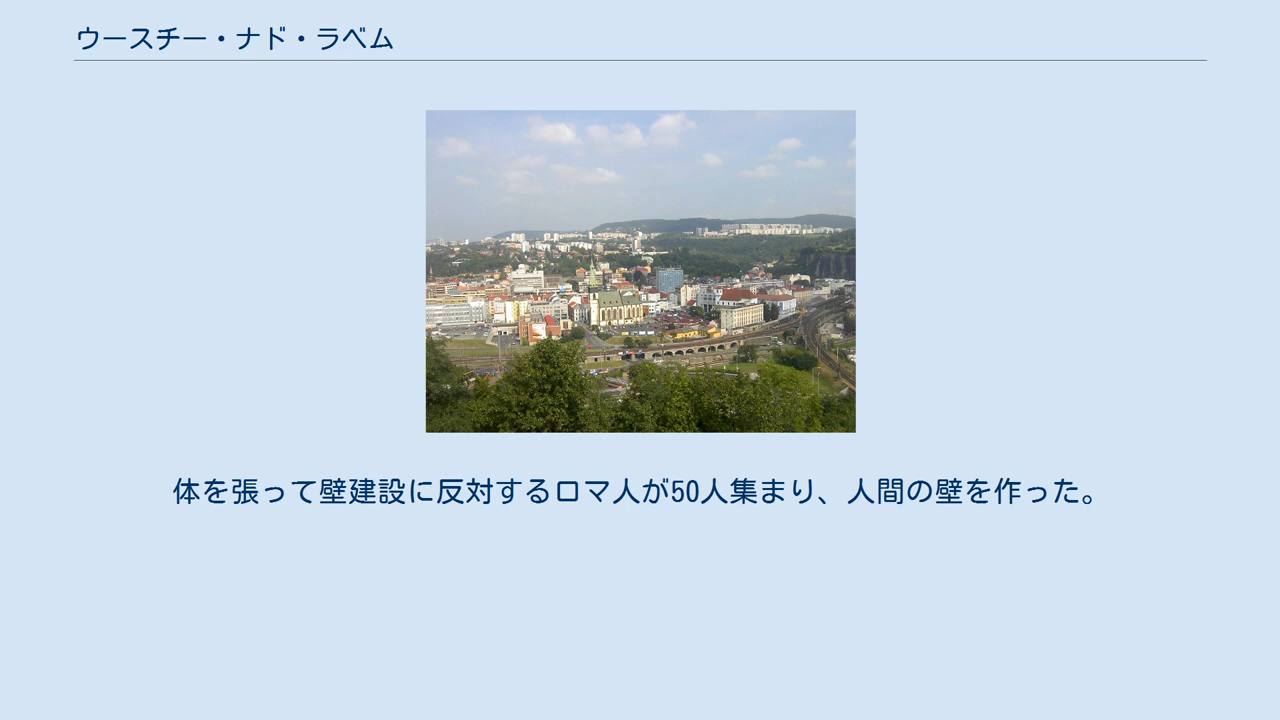 ウースチー・ナド・ラベム
体を張って壁建設に反対するロマ人が50人集まり、人間の壁を作った。